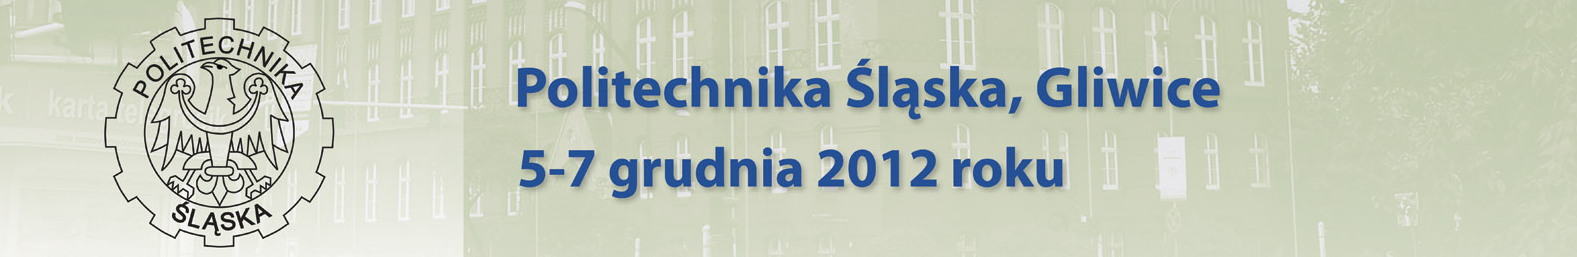 POLITECHNIKA
ŚLĄSKA
Politechnika Śląska, Gliwice
5-7 grudnia 2012 roku